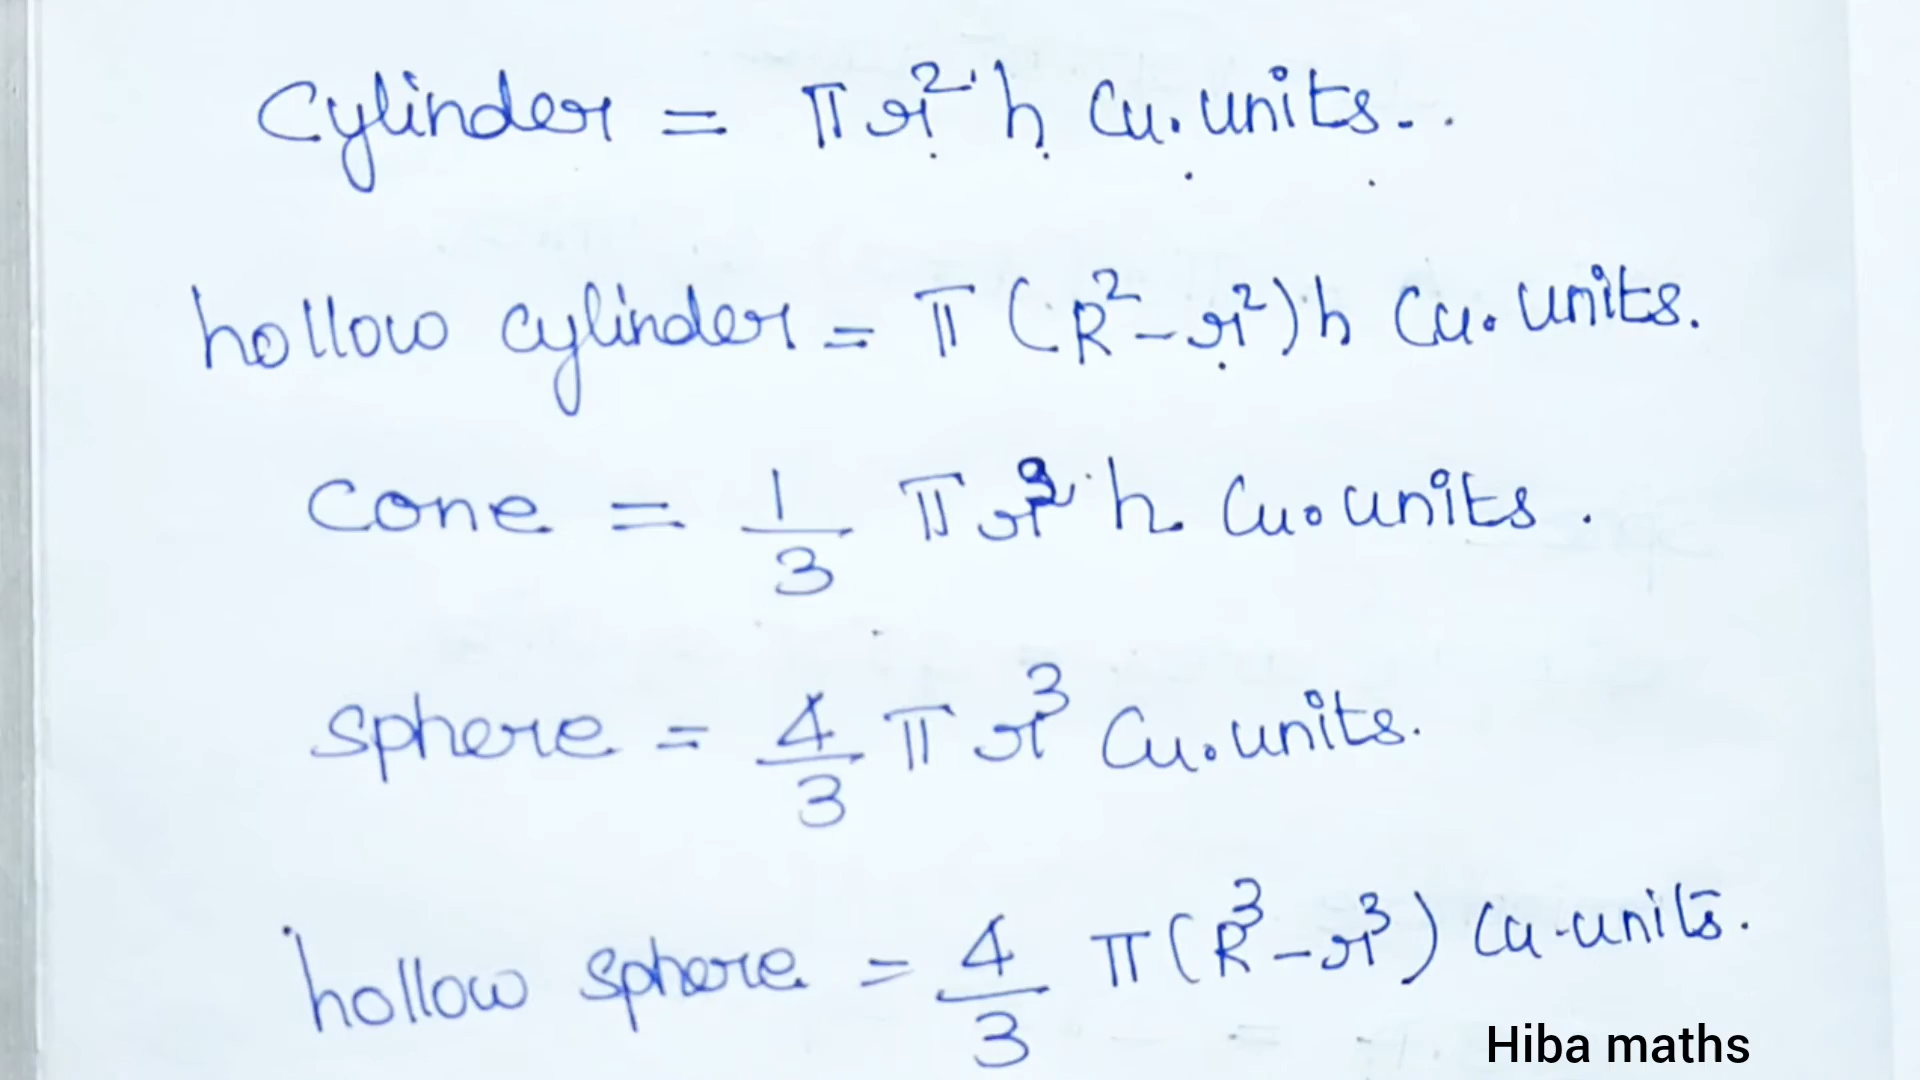 Cylinder = πr²h Cu. units..
hollow cylinder = π(R²-r²)h Cu. units.
Cone = 1/3 πr²h Cu. units.
Sphere = 4/3 πr³ Cu. units.
hollow sphere = 4/3 π(R³-r³) Cu-units.
Hiba maths